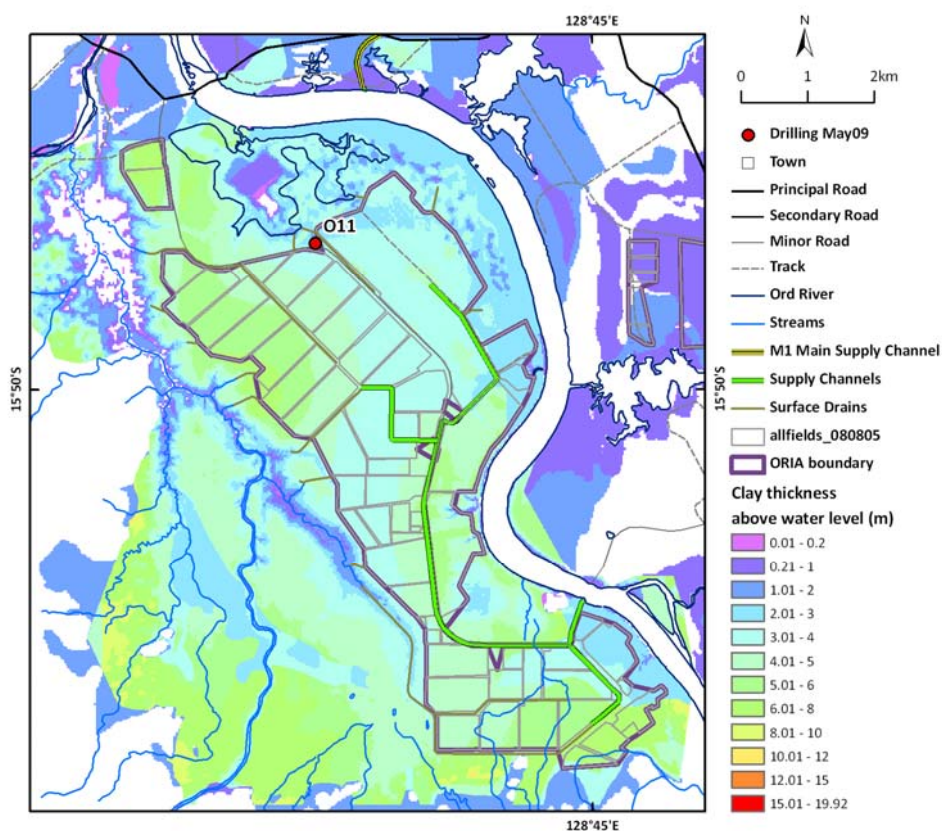 128°45'E
N
0 1 2km
Drilling May09
Town
Principal Road
Secondary Road
Minor Road
Track
Ord River
Streams
M1 Main Supply Channel
Supply Channels
Surface Drains
allfields_080805
ORIA boundary
Clay thickness
above water level (m)
0.01 - 0.2
0.21 - 1
1.01 - 2
2.01 - 3
3.01 - 4
4.01 - 5
5.01 - 6
6.01 - 8
8.01 - 10
10.01 - 12
12.01 - 15
15.01 - 19.92
O11
15°50'S
15°50'S
128°45'E